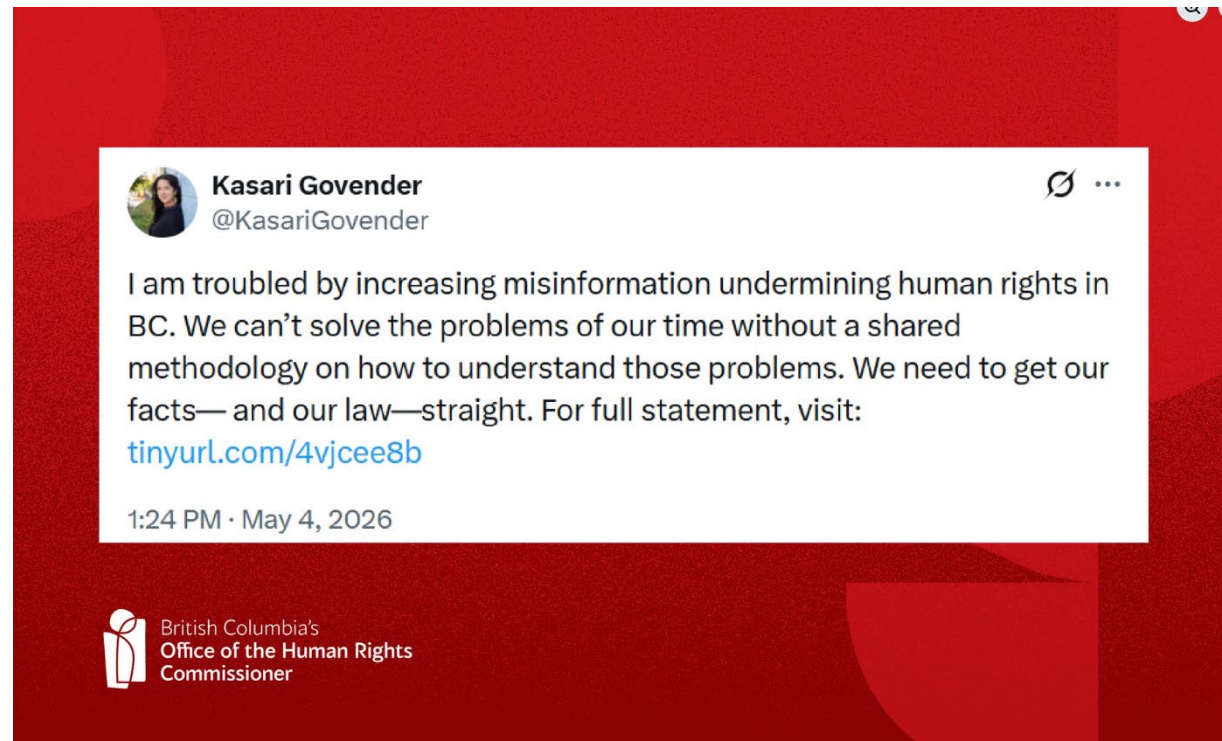 Kasari Govender
@KasariGovender
I am troubled by increasing misinformation undermining human rights in
BC. We can’t solve the problems of our time without a shared
methodology on how to understand those problems. We need to get our
facts— and our law—straight. For full statement, visit:
tinyurl.com/4vjcee8b
1:24 PM · May 4, 2026
British Columbia’s
Office of the Human Rights
Commissioner